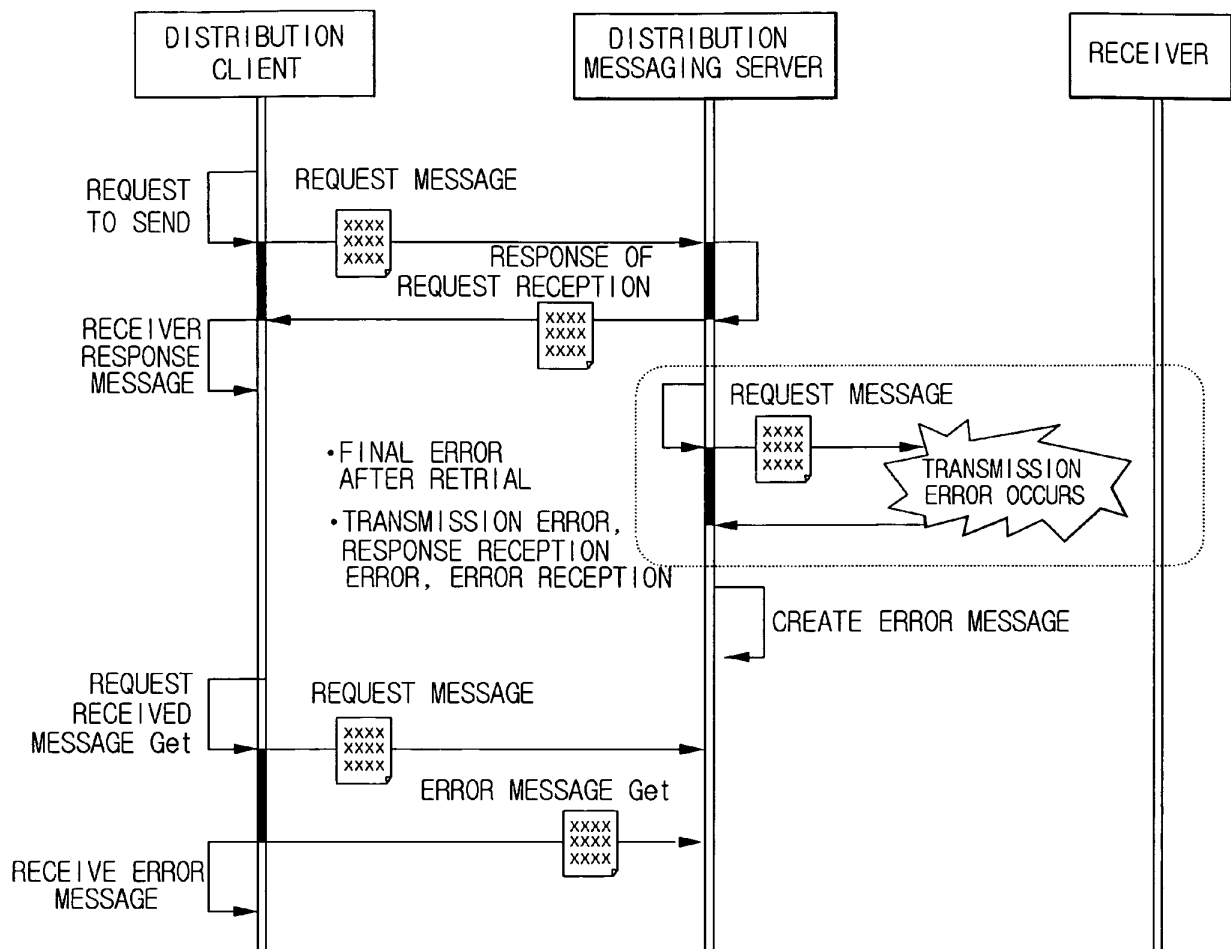 DISTRIBUTION
CLIENT
DISTRIBUTION
MESSAGING SERVER
RECEIVER
REQUEST
TO SEND
REQUEST MESSAGE
XXXX
XXXX
XXXX
RESPONSE OF
REQUEST RECEPTION
XXXX
XXXX
XXXX
RECEIVER
RESPONSE
MESSAGE
REQUEST MESSAGE
XXXX
XXXX
XXXX
TRANSMISSION
ERROR OCCURS
•FINAL ERROR
AFTER RETRIAL
•TRANSMISSION ERROR,
RESPONSE RECEPTION
ERROR, ERROR RECEPTION
CREATE ERROR MESSAGE
REQUEST
RECEIVED
MESSAGE Get
REQUEST MESSAGE
XXXX
XXXX
XXXX
ERROR MESSAGE Get
XXXX
XXXX
XXXX
RECEIVE ERROR
MESSAGE